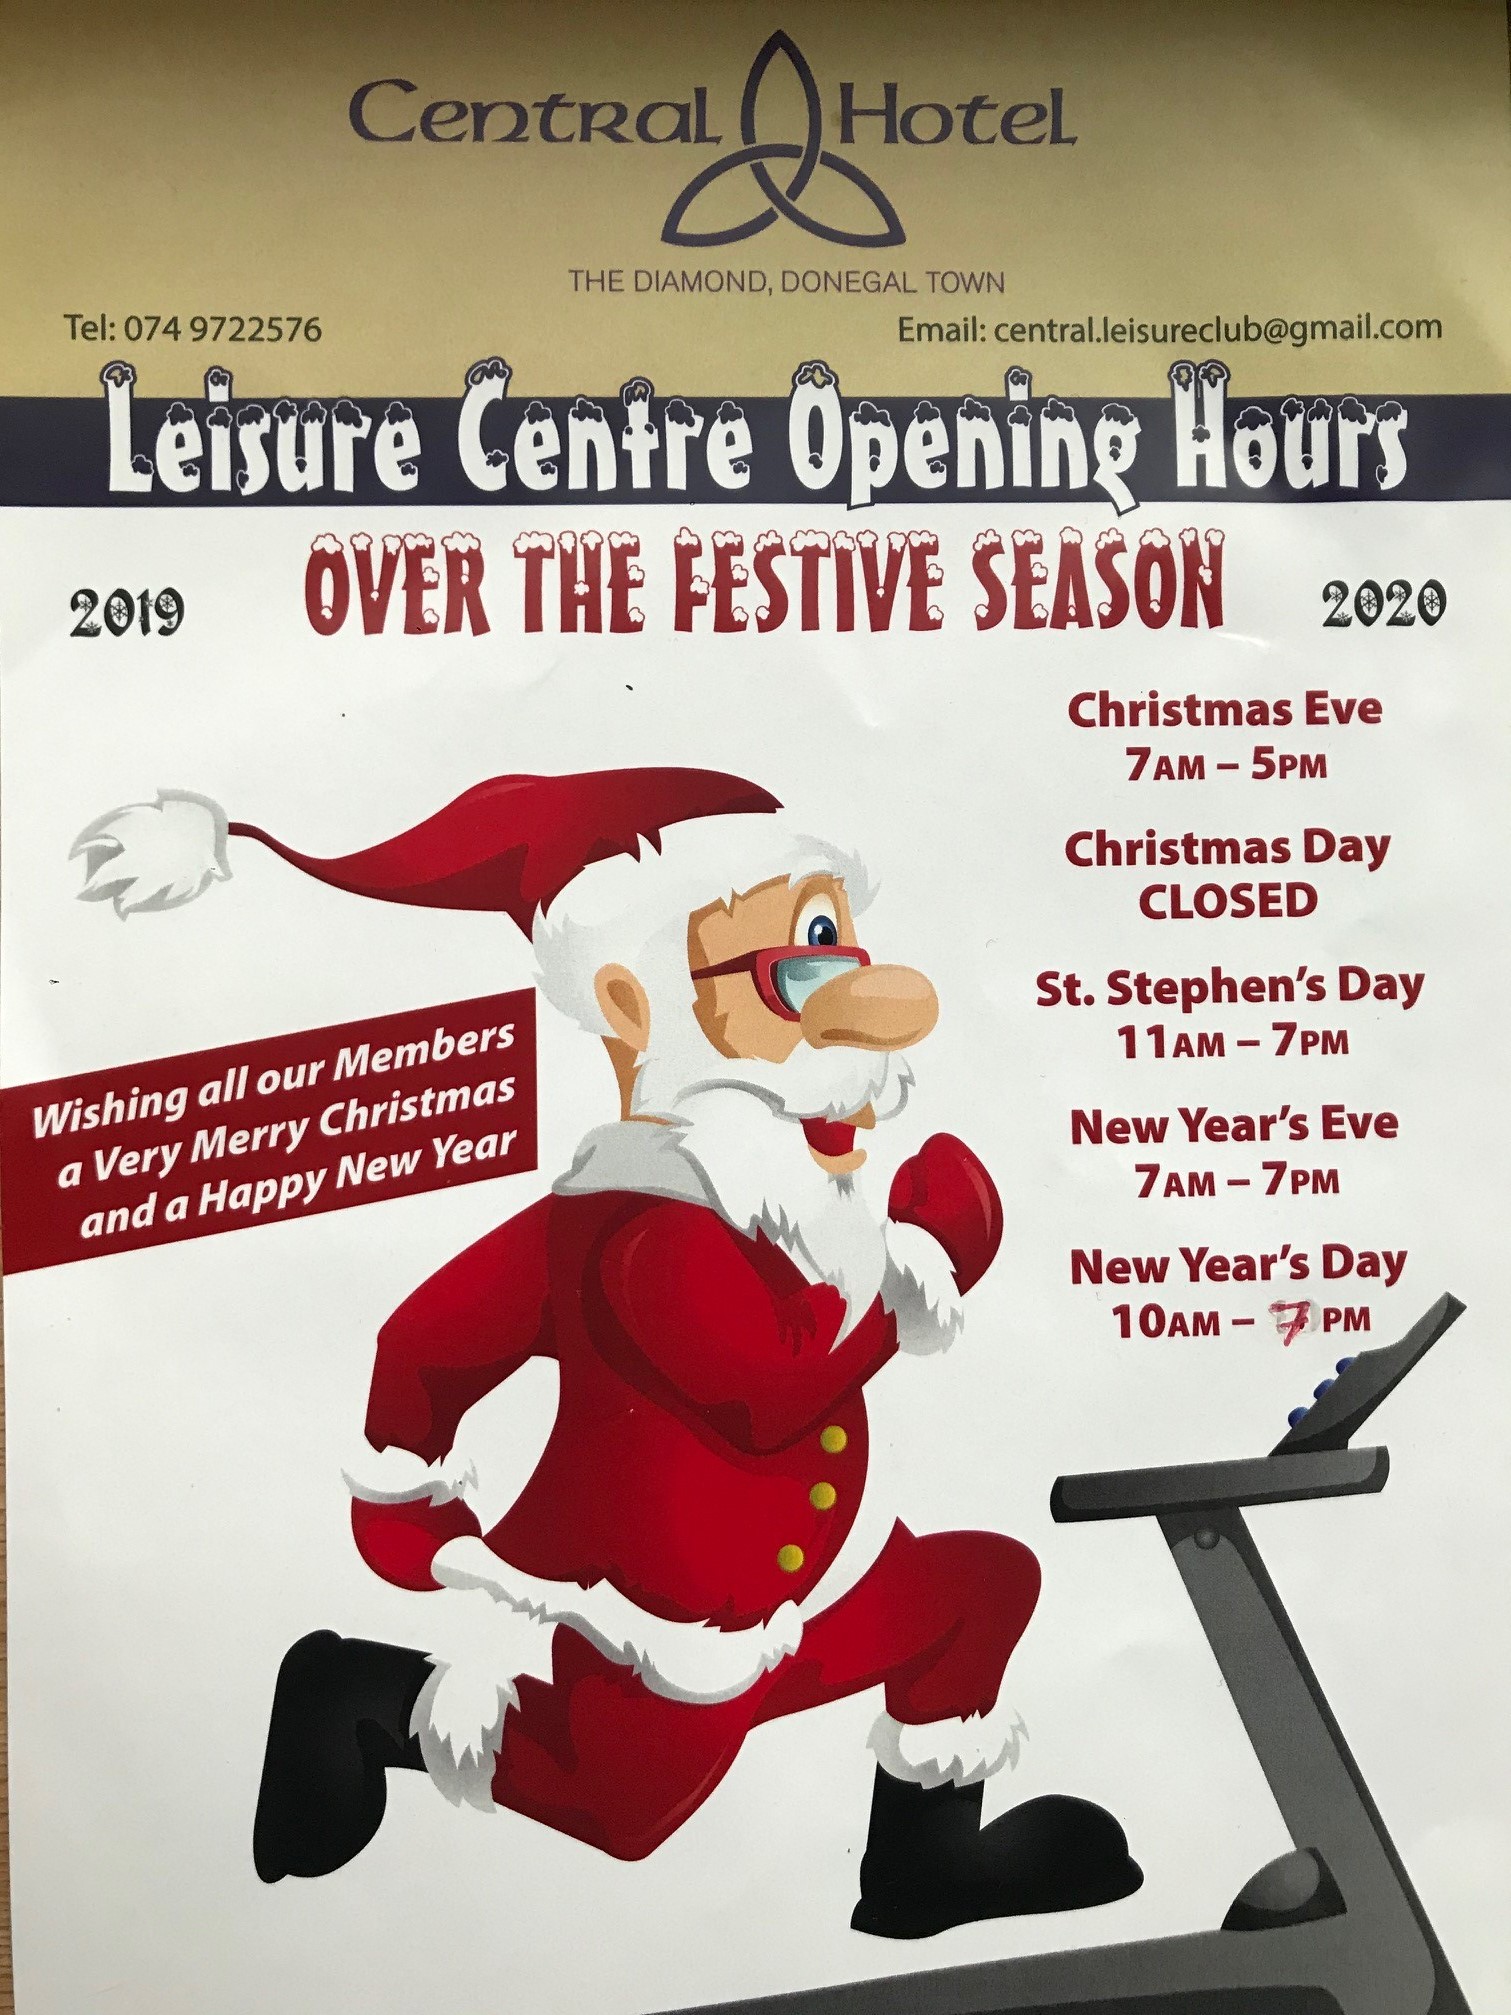 Central Hotel
THE DIAMOND, DONEGAL TOWN
Tel: 074 9722576
Email: central.leisureclub@gmail.com
Leisure Centre Opening Hours
2019
OVER THE FESTIVE SEASON
2020
Christmas Eve
7AM – 5PM
Christmas Day
CLOSED
St. Stephen's Day
11AM – 7PM
New Year's Eve
7AM – 7PM
New Year's Day
10AM – 7 PM
Wishing all our Members
a Very Merry Christmas
and a Happy New Year